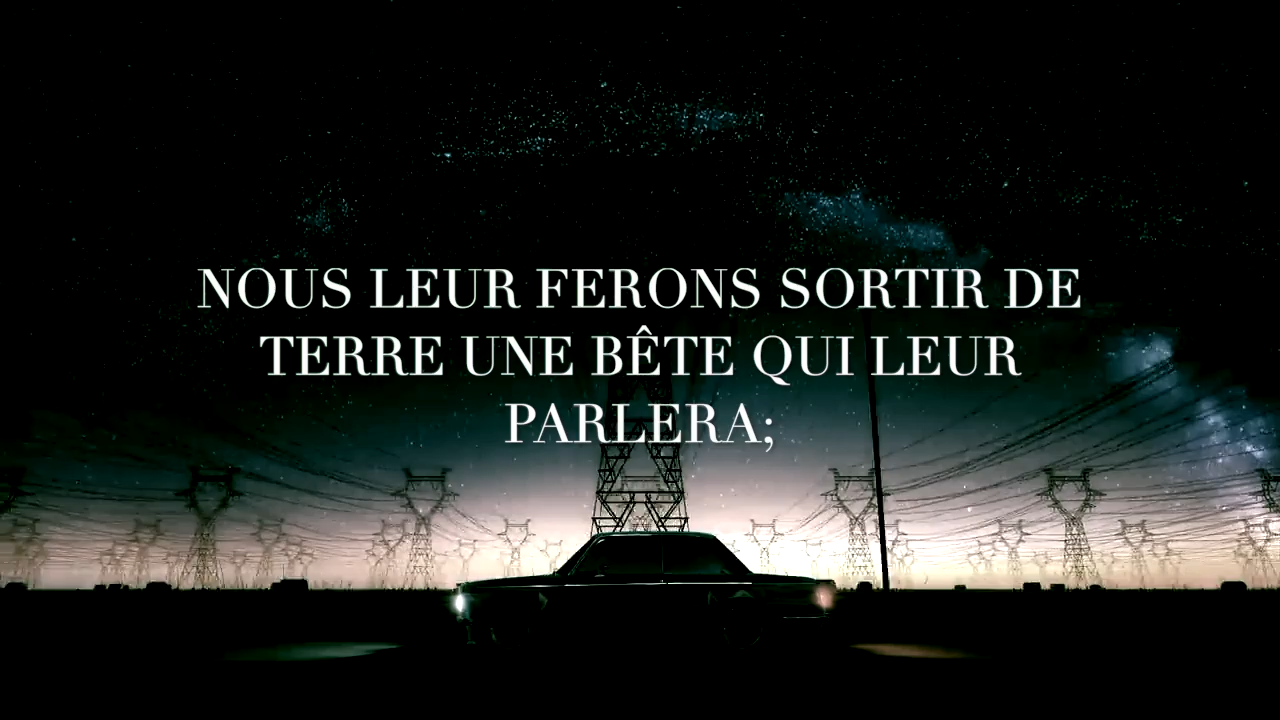 NOUS LEUR FERONS SORTIR DE
TERRE UNE BÊTE QUI LEUR
PARLERA;